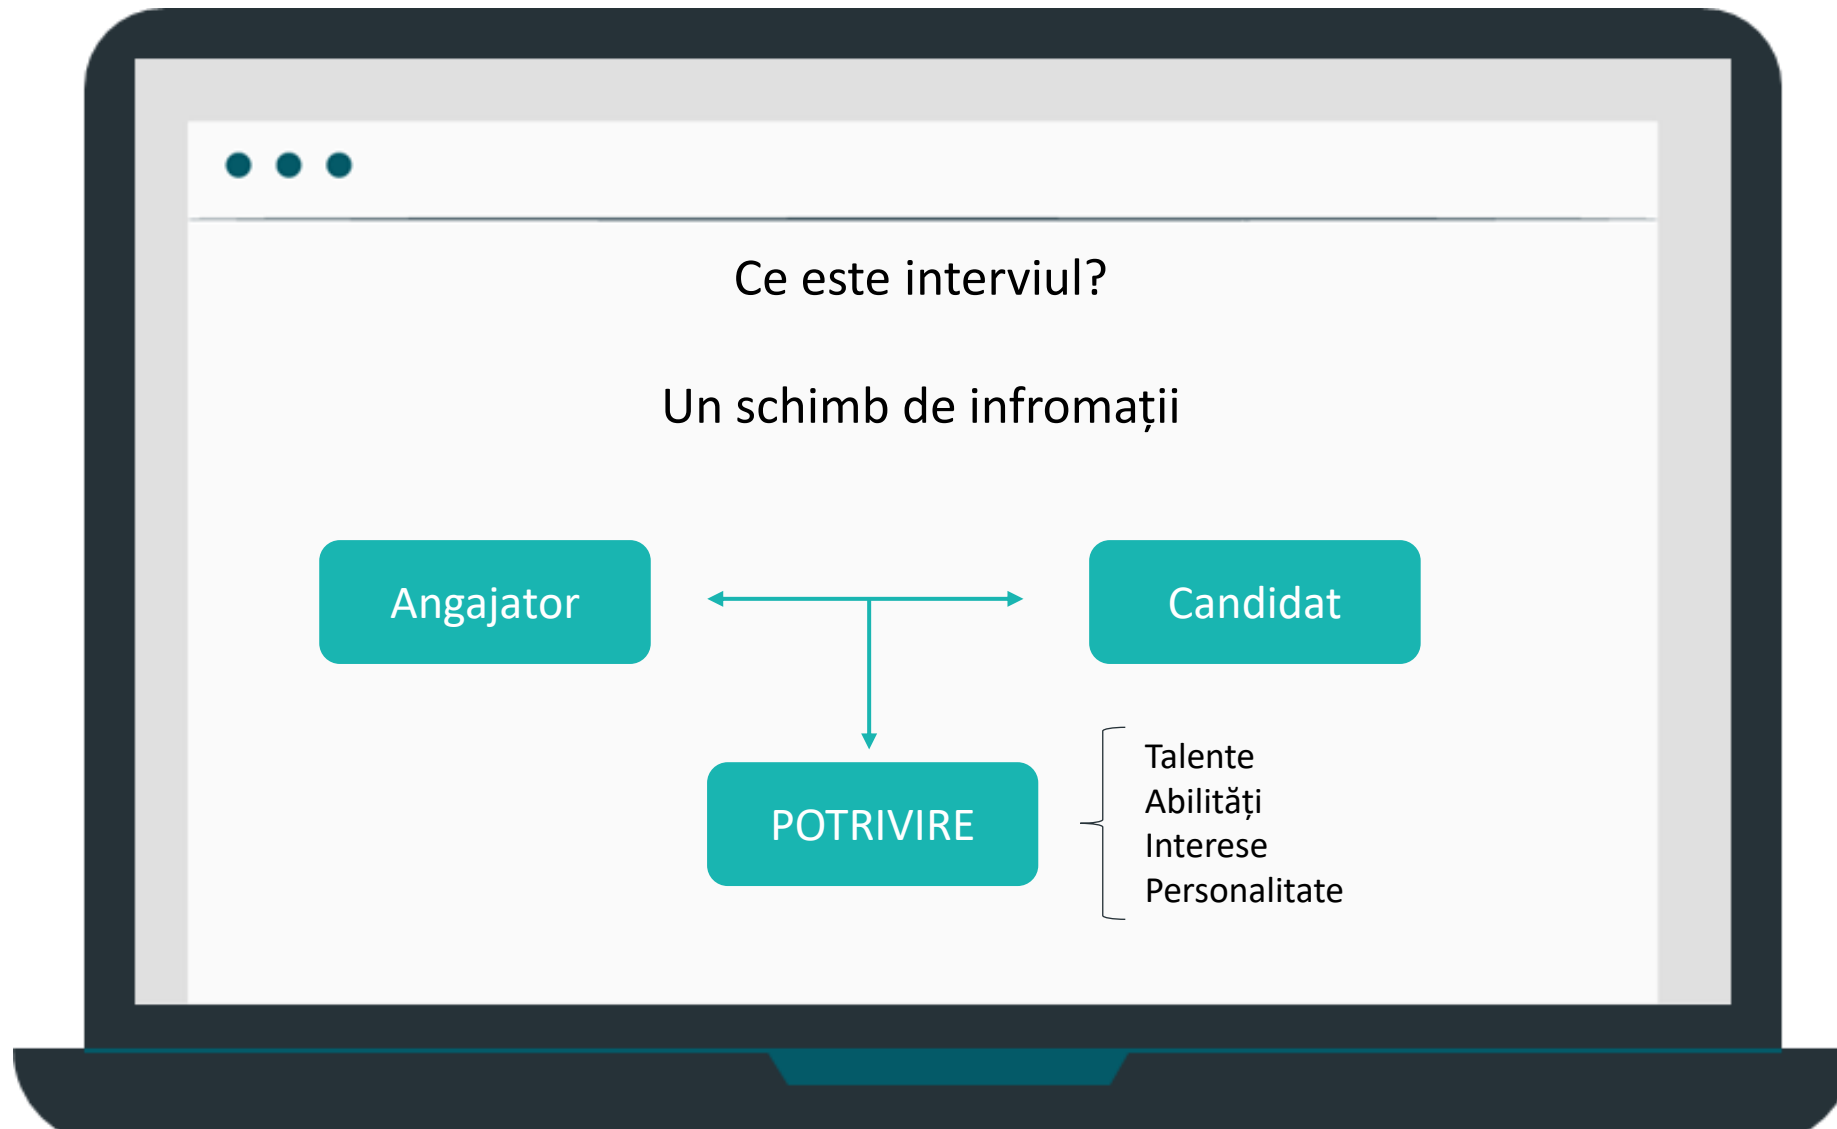 Ce este interviul?
Un schimb de infromații
Angajator
Candidat
POTRIVIRE
Talente
Abilități
Interese
Personalitate